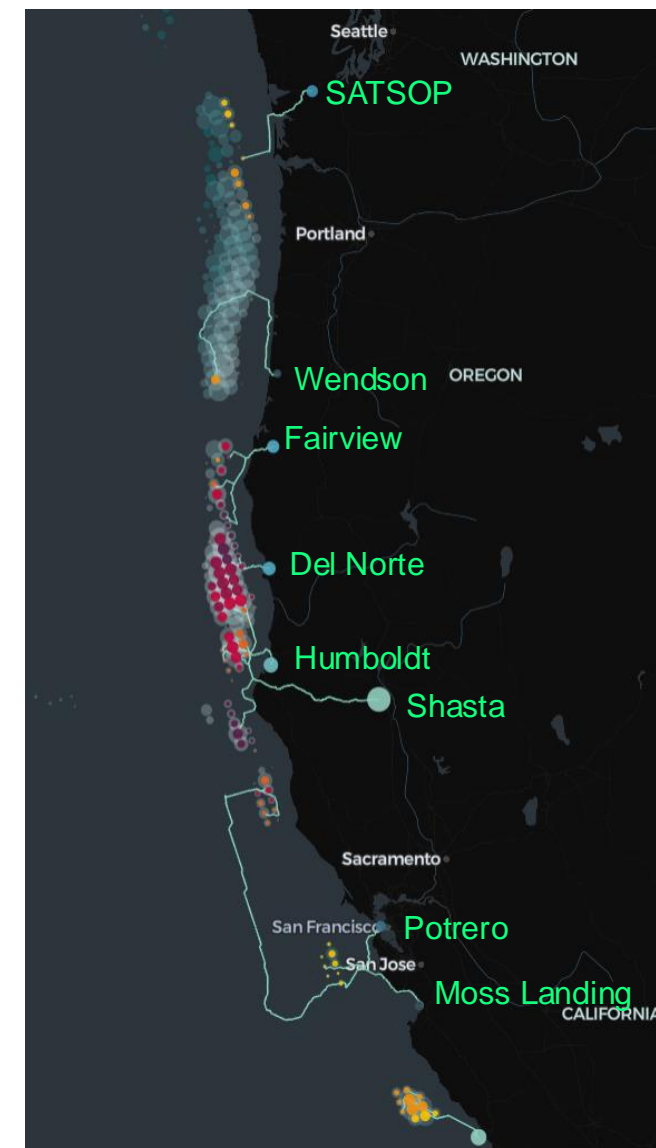 Seattle
WASHINGTON
SATSOP
Portland
Wendson
OREGON
Fairview
Del Norte
Humboldt
Shasta
Sacramento
San Francisco
Potrero
San Jose
Moss Landing
CALIFORNIA